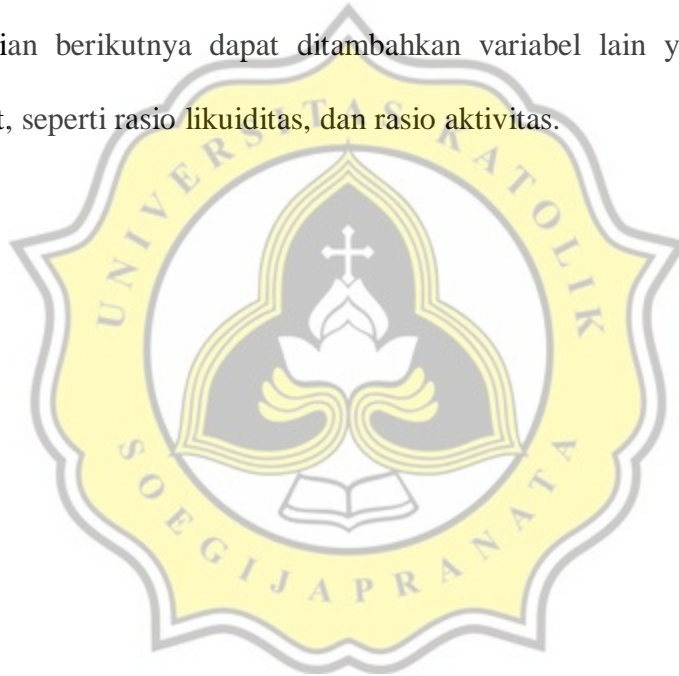 ian berikutnya dapat ditambahkan variabel lain y
t, seperti rasio likuiditas, dan rasio aktivitas.
UNIVERSITAS KATOLIK
SOEGIJAPRANATA